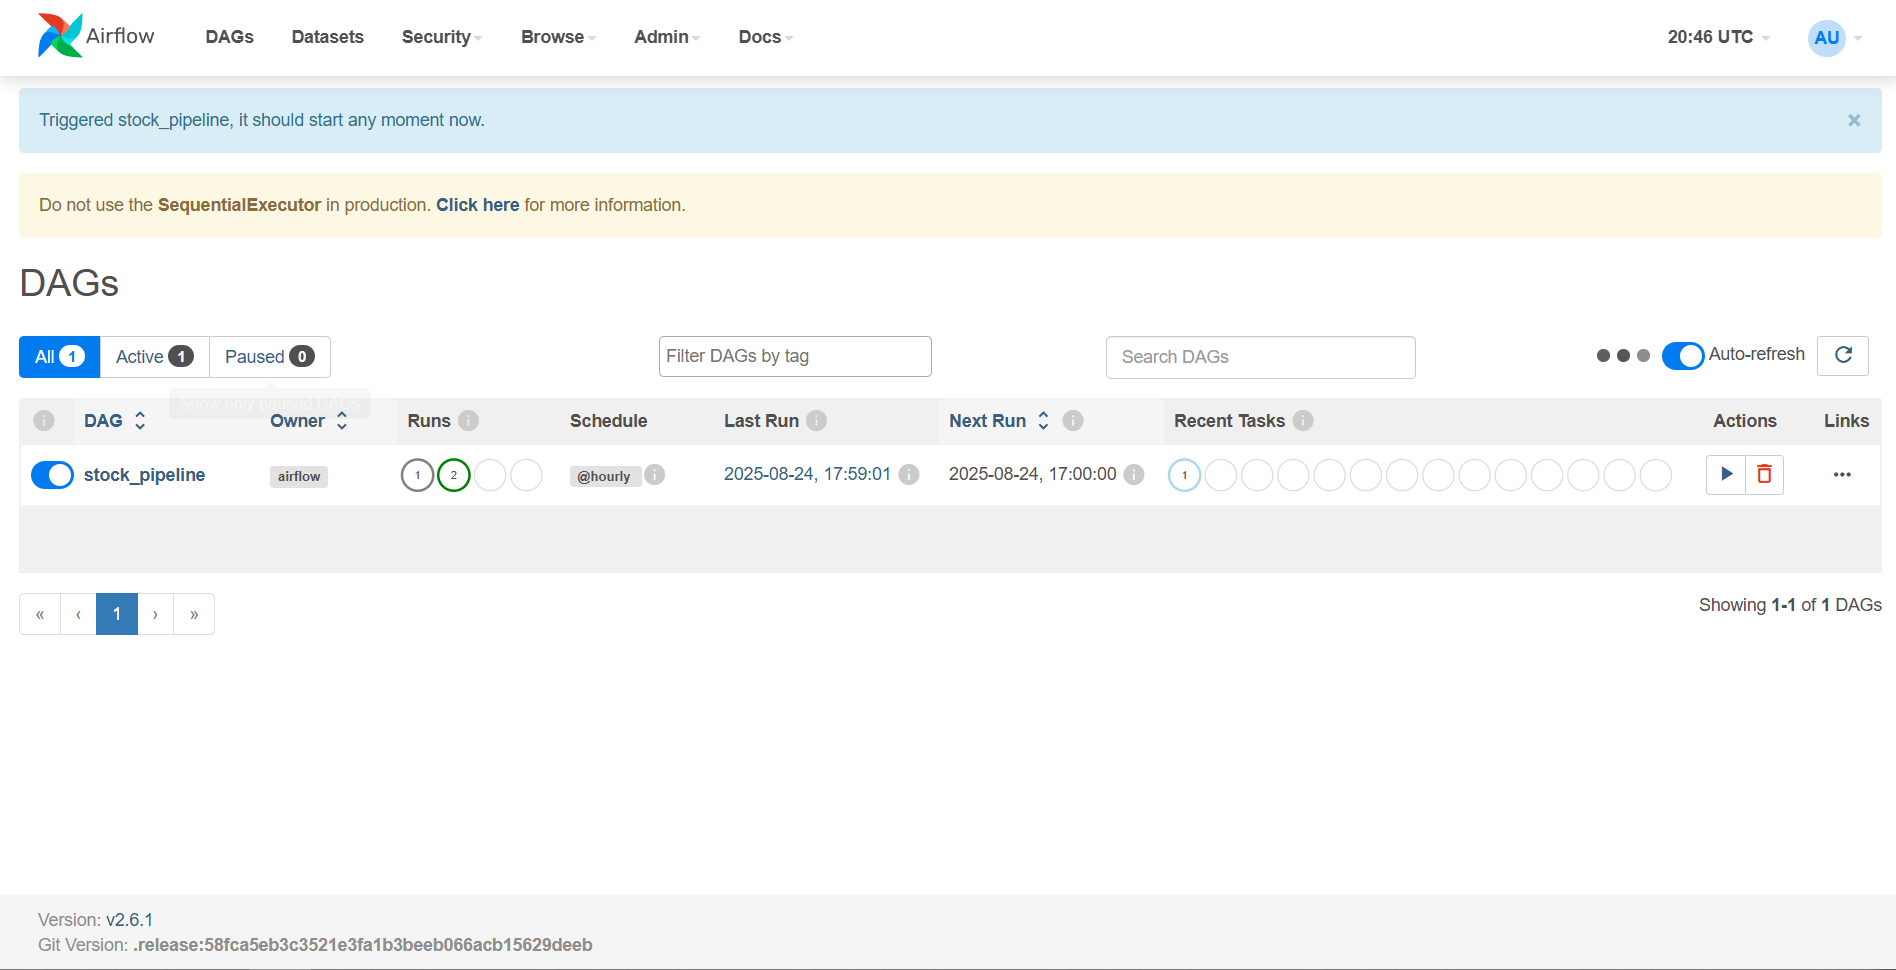 Airflow DAGs Datasets Security Browse Admin Docs 20:46 UTC AU
Triggered stock_pipeline, it should start any moment now. ×
Do not use the SequentialExecutor in production. Click here for more information.
DAGs
All 1 Active 1 Paused 0 Filter DAGs by tag Search DAGs Auto-refresh
Show only paused DAGs
i DAG Owner Runs i Schedule Last Run i Next Run i Recent Tasks i Actions Links
stock_pipeline airflow 1 2 @hourly i 2025-08-24, 17:59:01 i 2025-08-24, 17:00:00 i 1
« ‹ 1 › »
Showing 1-1 of 1 DAGs
Version: v2.6.1
Git Version: .release:58fca5eb3c3521e3fa1b3beeb066acb15629deeb